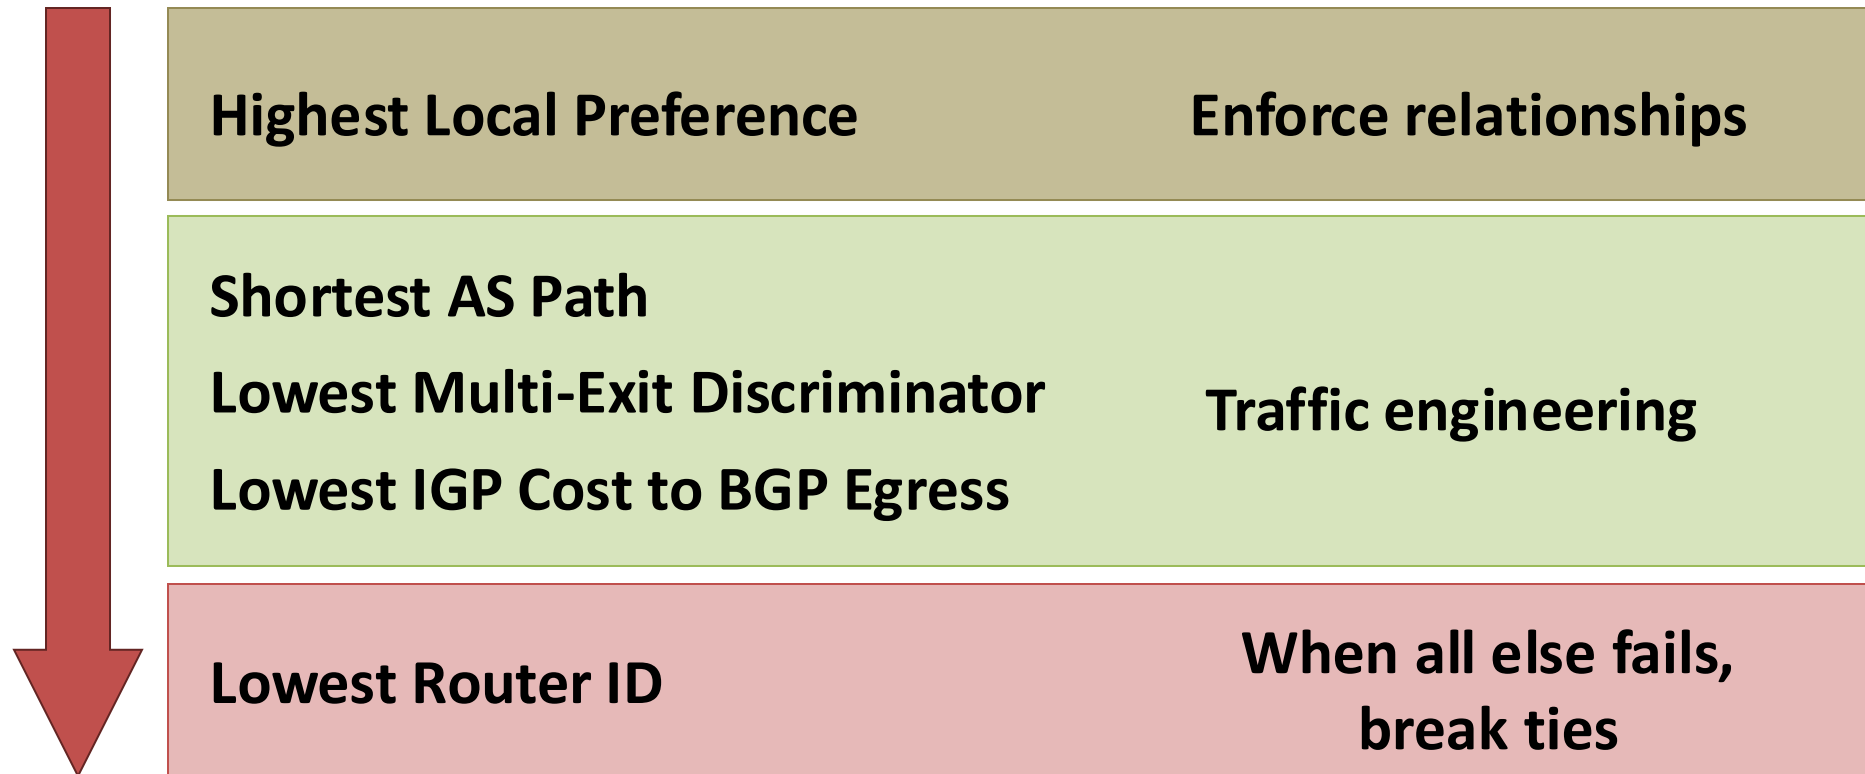 Highest Local Preference
Enforce relationships
Shortest AS Path
Lowest Multi-Exit Discriminator
Lowest IGP Cost to BGP Egress
Traffic engineering
Lowest Router ID
When all else fails,
break ties